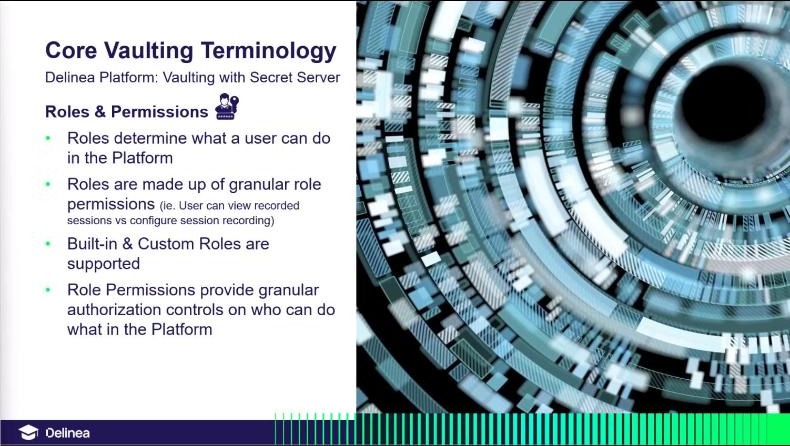 Core Vaulting Terminology
Delinea Platform: Vaulting with Secret Server
Roles & Permissions
• Roles determine what a user can do
in the Platform
• Roles are made up of granular role
permissions (ie. User can view recorded
sessions vs configure session recording)
• Built-in & Custom Roles are
supported
• Role Permissions provide granular
authorization controls on who can do
what in the Platform
Delinea